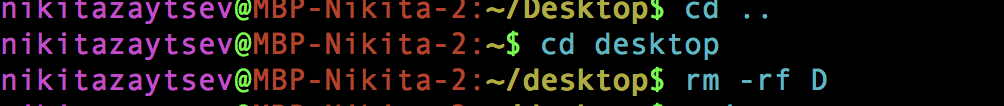 nikitazaytsev@MBP-Nikita-2:~/Desktop$ cd ..
nikitazaytsev@MBP-Nikita-2:~$ cd desktop
nikitazaytsev@MBP-Nikita-2:~/desktop$ rm -rf D